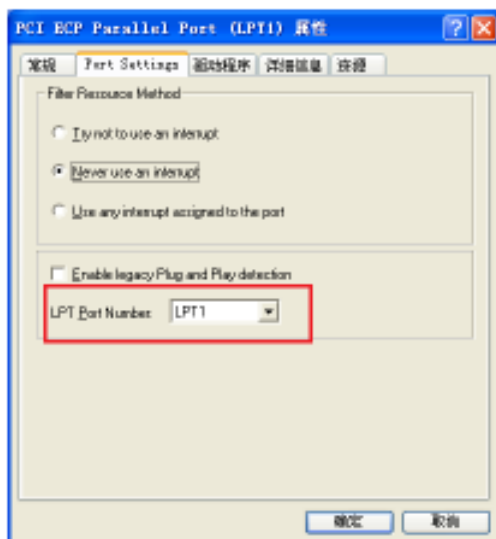 PCI ECP Parallel Port (LPT1) 属性
常规 Port Settings 驱动程序 详细信息 资源
Filter Resource Method
Try not to use an interrupt
Never use an interrupt
Use any interrupt assigned to the port
Enable legacy Plug and Play detection
LPT Port Number: LPT1
确定 取消